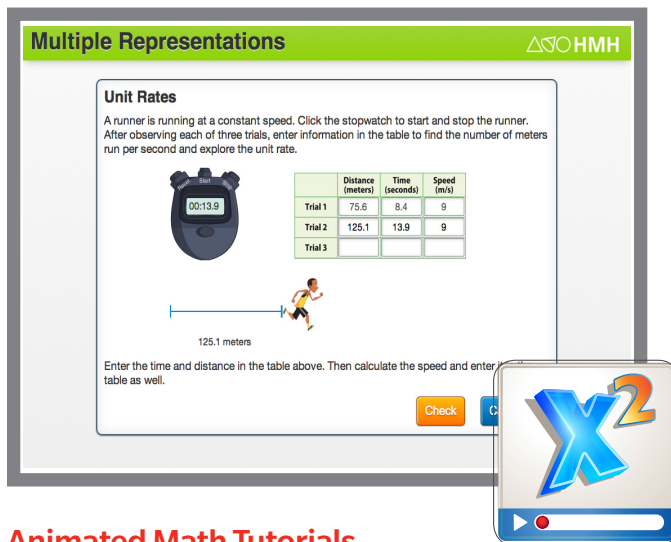 Multiple Representations
HMH
Unit Rates
A runner is running at a constant speed. Click the stopwatch to start and stop the runner.
After observing each of three trials, enter information in the table to find the number of meters
run per second and explore the unit rate.
Reset Start Stop
00:13.9
Distance (meters) Time (seconds) Speed (m/s)
Trial 1 75.6 8.4 9
Trial 2 125.1 13.9 9
Trial 3
125.1 meters
Enter the time and distance in the table above. Then calculate the speed and enter
table as well.
Check
X2
Animated Math Tutorials